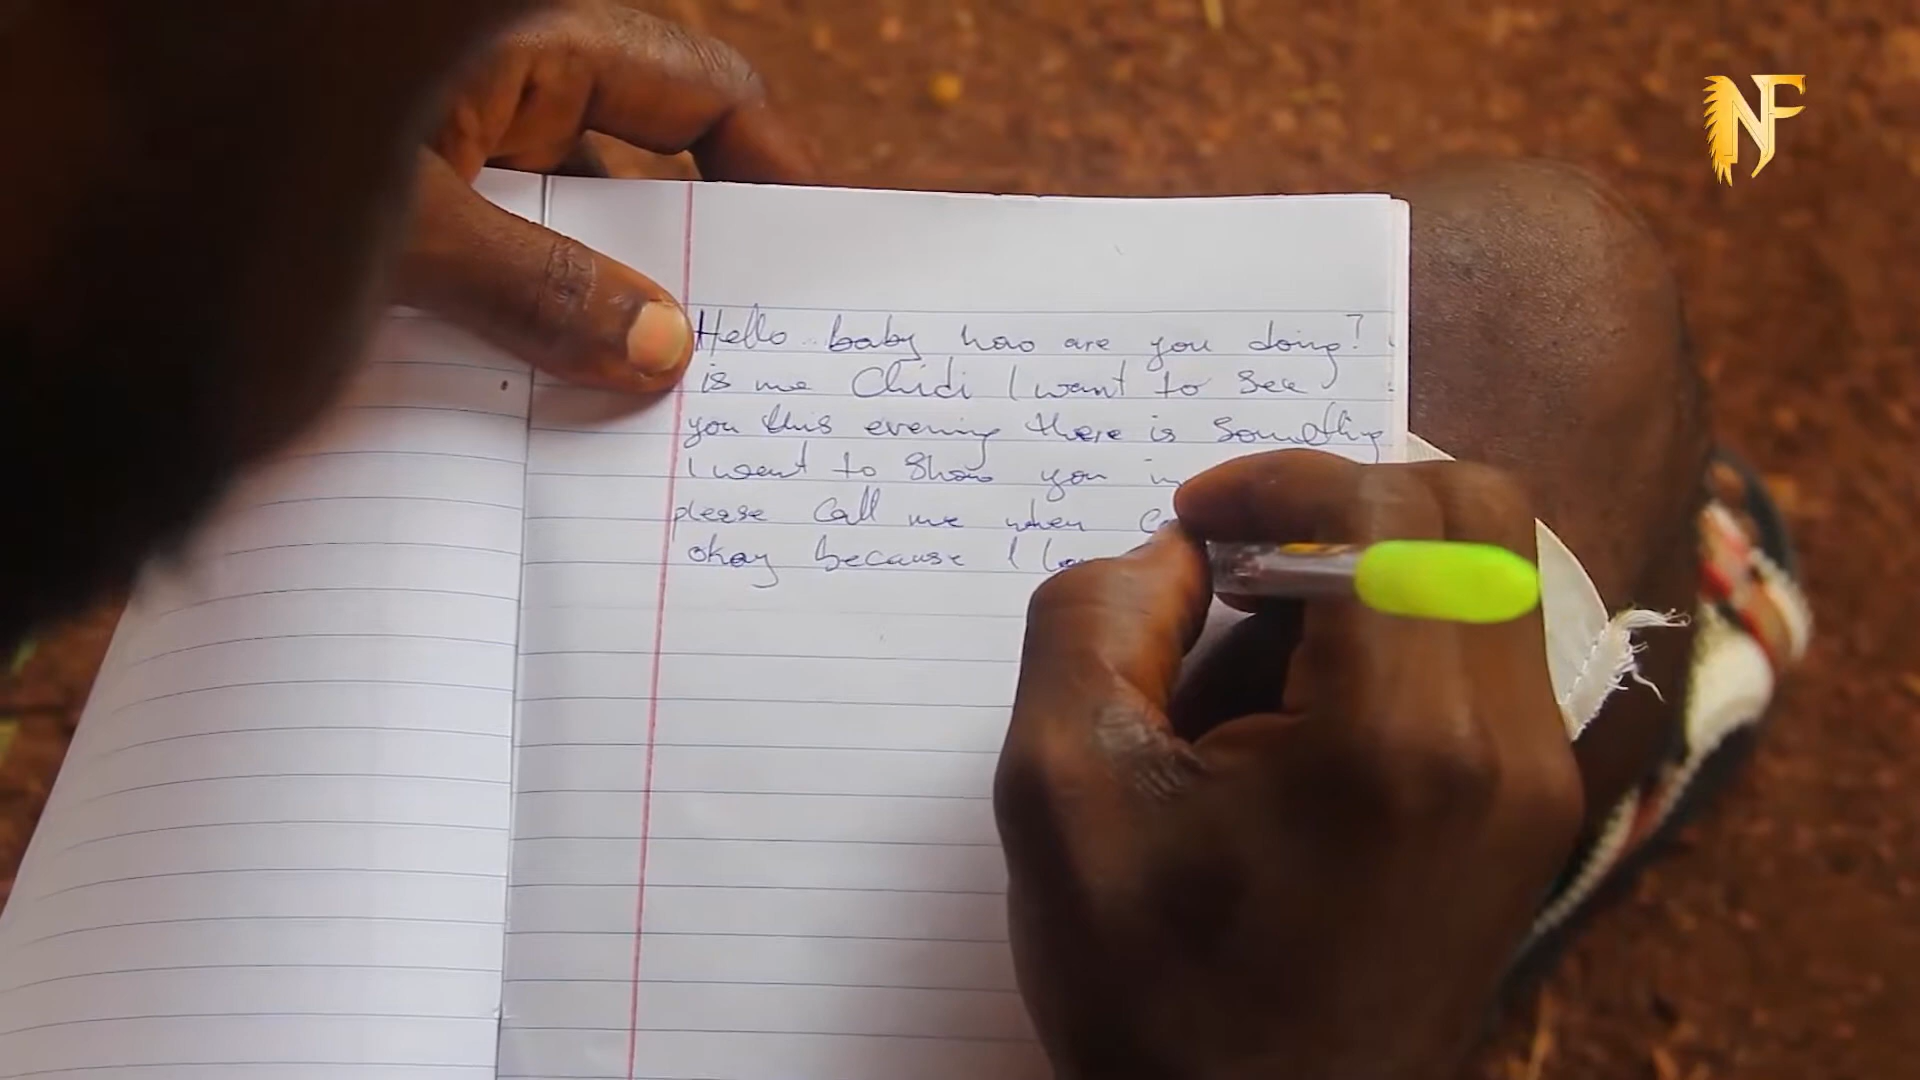 NF
Hello baby how are you doing?
is me Chidi I want to see
you this evening there is something
I want to show you
please call me when
okay because I